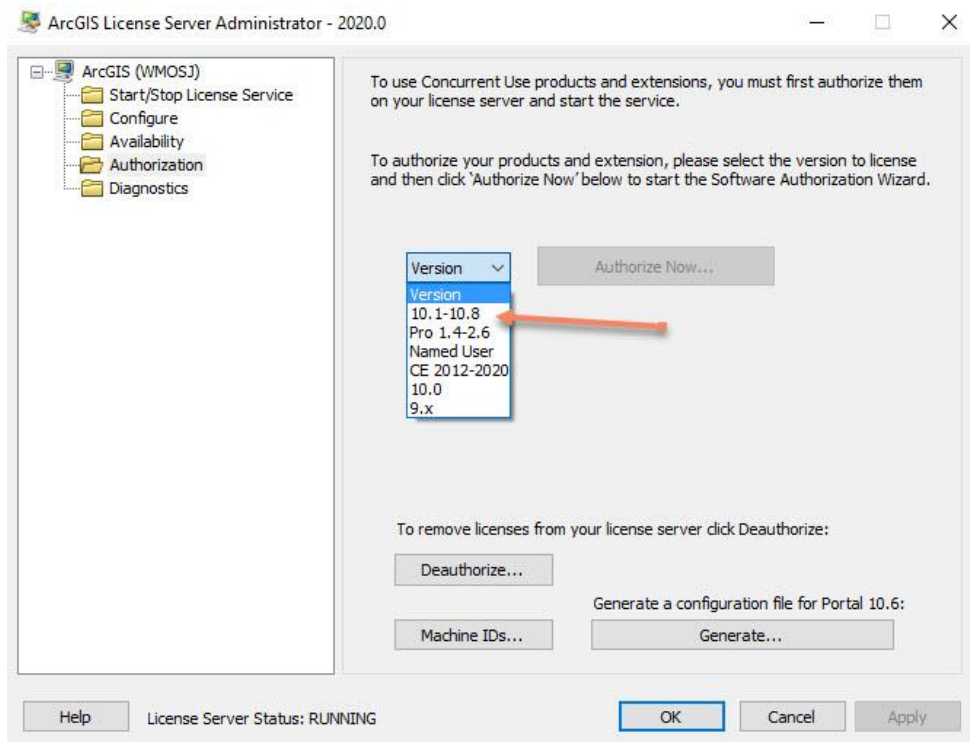 ArcGIS License Server Administrator - 2020.0
ArcGIS (WMOSJ)
Start/Stop License Service
Configure
Availability
Authorization
Diagnostics
To use Concurrent Use products and extensions, you must first authorize them
on your license server and start the service.
To authorize your products and extension, please select the version to license
and then click ‘Authorize Now’ below to start the Software Authorization Wizard.
Version
Authorize Now...
Version
10.1-10.8
Pro 1.4-2.6
Named User
CE 2012-2020
10.0
9.x
To remove licenses from your license server click Deauthorize:
Deauthorize...
Generate a configuration file for Portal 10.6:
Machine IDs...
Generate...
Help
License Server Status: RUNNING
OK
Cancel
Apply